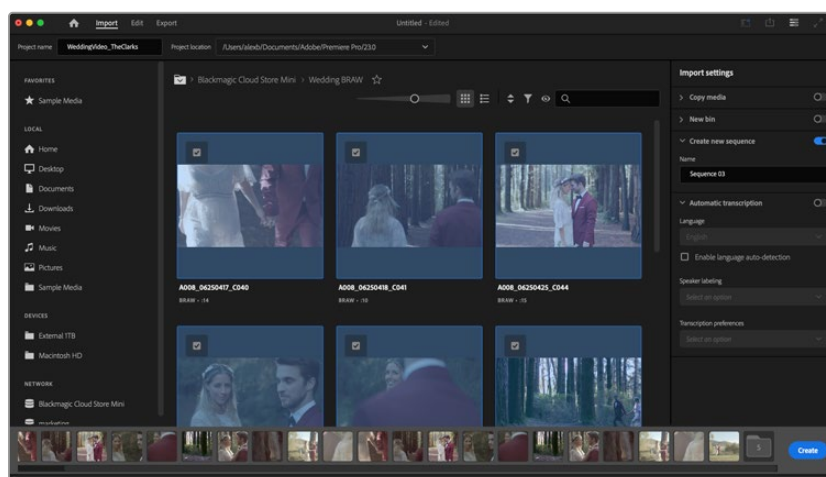 Import Edit Export Untitled - Edited
Project name WeddingVideo_TheClarks Project location /Users/alexb/Documents/Adobe/Premiere Pro/23.0
FAVORITES
Sample Media
LOCAL
Home
Desktop
Documents
Downloads
Movies
Music
Pictures
Sample Media
DEVICES
External 1TB
Macintosh HD
NETWORK
Blackmagic Cloud Store Mini
marketing
Blackmagic Cloud Store Mini > Wedding BRAW
A008_06250417_C040
BRAW - :14
A008_06250418_C041
BRAW - :10
A008_06250425_C044
BRAW - :15
Import settings
> Copy media
> New bin
Create new sequence
Name
Sequence 03
Automatic transcription
Language
English
Enable language auto-detection
Speaker labeling
Select an option
Transcription preferences
Select an option
S
Create